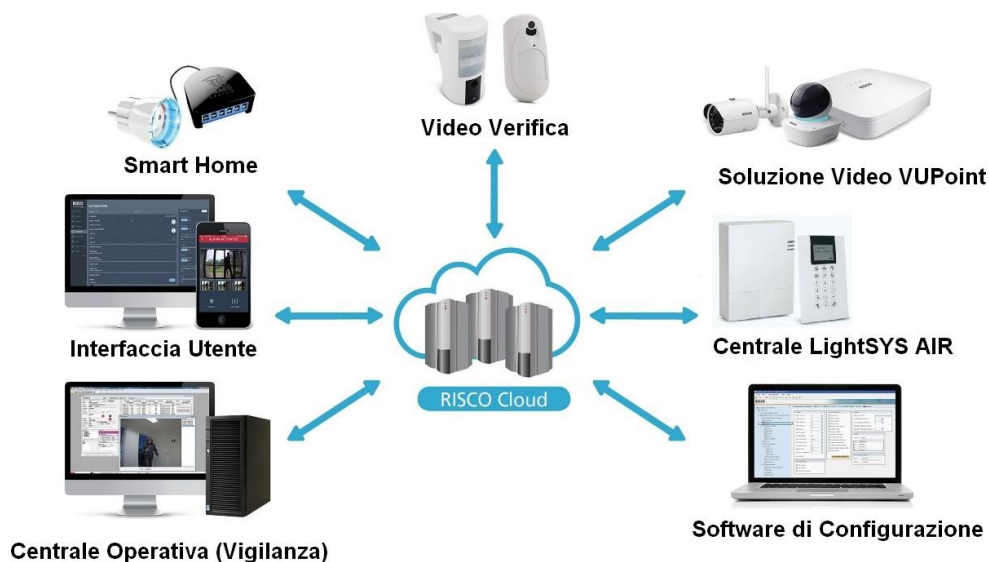 Video Verifica
Smart Home
Soluzione Video VUPoint
RISCO
Interfaccia Utente
Centrale LightSYS AIR
RISCO Cloud
Centrale Operativa (Vigilanza)
Software di Configurazione